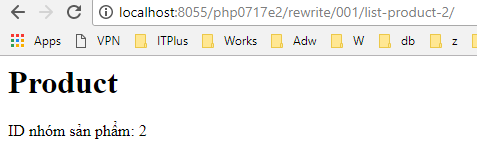 localhost:8055/php0717e2/rewrite/001/list-product-2/
Apps VPN ITPlus Works Adw W db z
Product
ID nhóm sản phẩm: 2